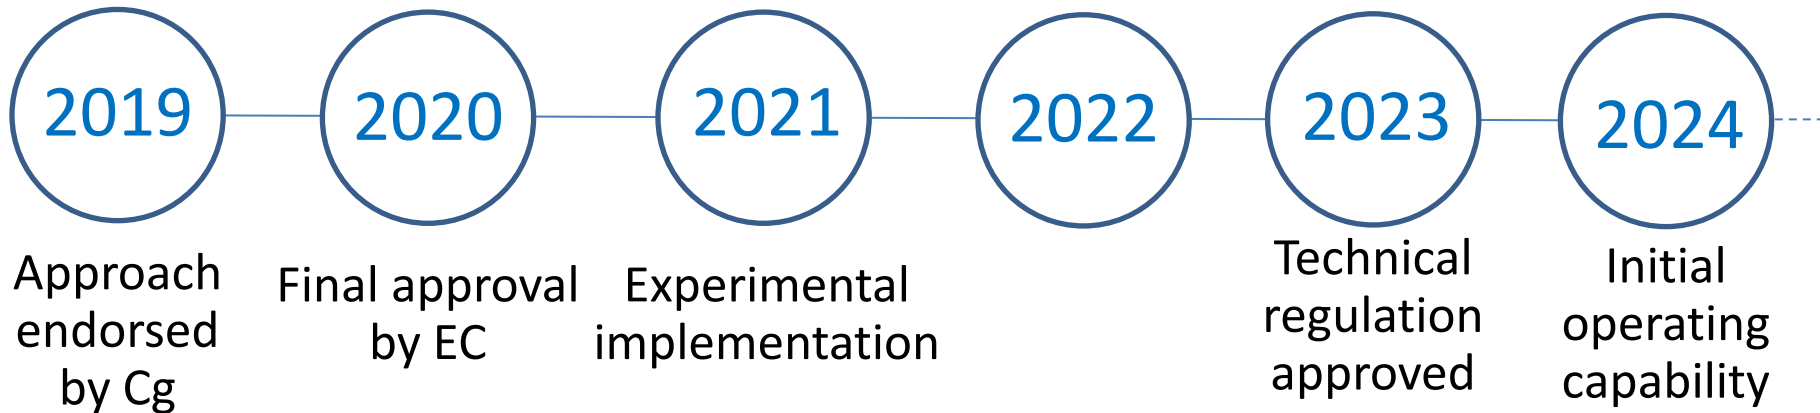 2019
2020
2021
2022
2023
2024
Approach
endorsed
by Cg
Final approval
by EC
Experimental
implementation
Technical
regulation
approved
Initial
operating
capability